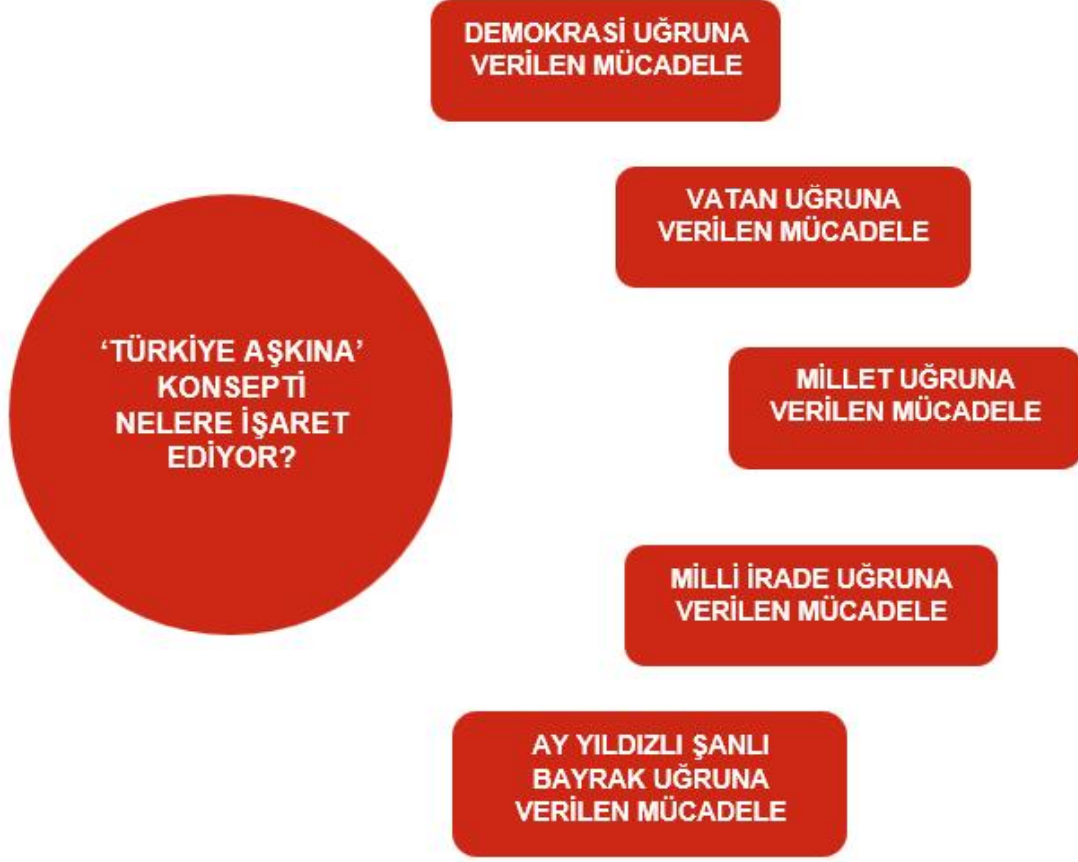 DEMOKRASİ UĞRUNA
VERİLEN MÜCADELE
VATAN UĞRUNA
VERİLEN MÜCADELE
‘TÜRKİYE AŞKINA’
KONSEPTİ
NELERE İŞARET
EDİYOR?
MİLLET UĞRUNA
VERİLEN MÜCADELE
MİLLİ İRADE UĞRUNA
VERİLEN MÜCADELE
AY YILDIZLI ŞANLI
BAYRAK UĞRUNA
VERİLEN MÜCADELE